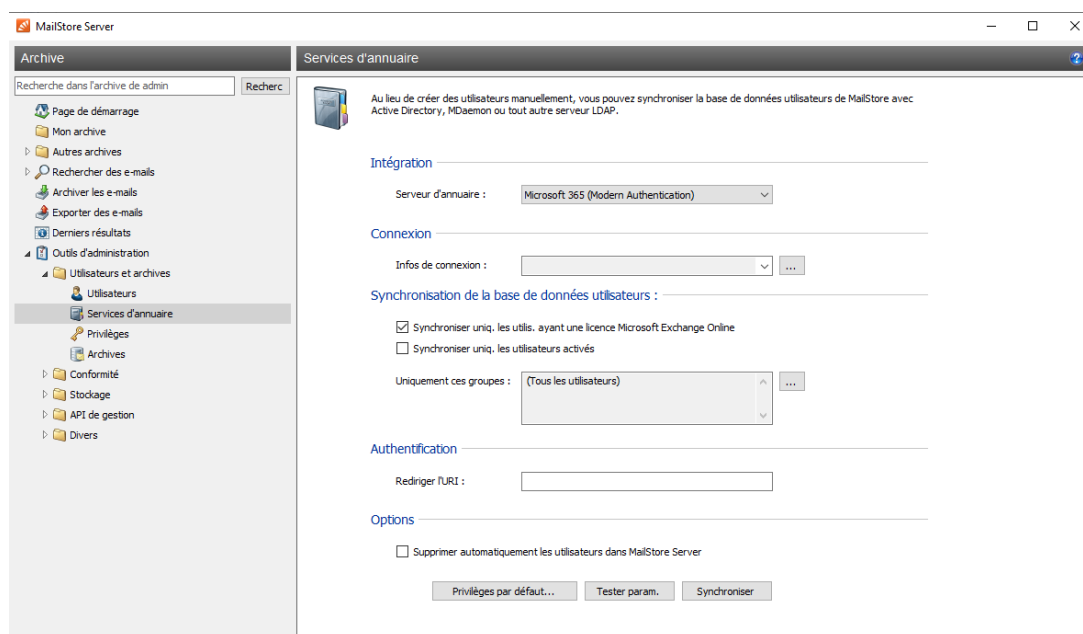 MailStore Server
Archive
Services d'annuaire
Recherche dans l'archive de admin
Recherc
Page de démarrage
Mon archive
Autres archives
Rechercher des e-mails
Archiver les e-mails
Exporter des e-mails
Derniers résultats
Outils d'administration
Utilisateurs et archives
Utilisateurs
Services d'annuaire
Privilèges
Archives
Conformité
Stockage
API de gestion
Divers
Au lieu de créer des utilisateurs manuellement, vous pouvez synchroniser la base de données utilisateurs de MailStore avec
Active Directory, MDaemon ou tout autre serveur LDAP.
Intégration
Serveur d'annuaire : Microsoft 365 (Modern Authentication)
Connexion
Infos de connexion : ...
Synchronisation de la base de données utilisateurs :
Synchroniser uniq. les utilis. ayant une licence Microsoft Exchange Online
Synchroniser uniq. les utilisateurs activés
Uniquement ces groupes : (Tous les utilisateurs) ...
Authentification
Rediriger l'URI :
Options
Supprimer automatiquement les utilisateurs dans MailStore Server
Privilèges par défaut... Tester param. Synchroniser